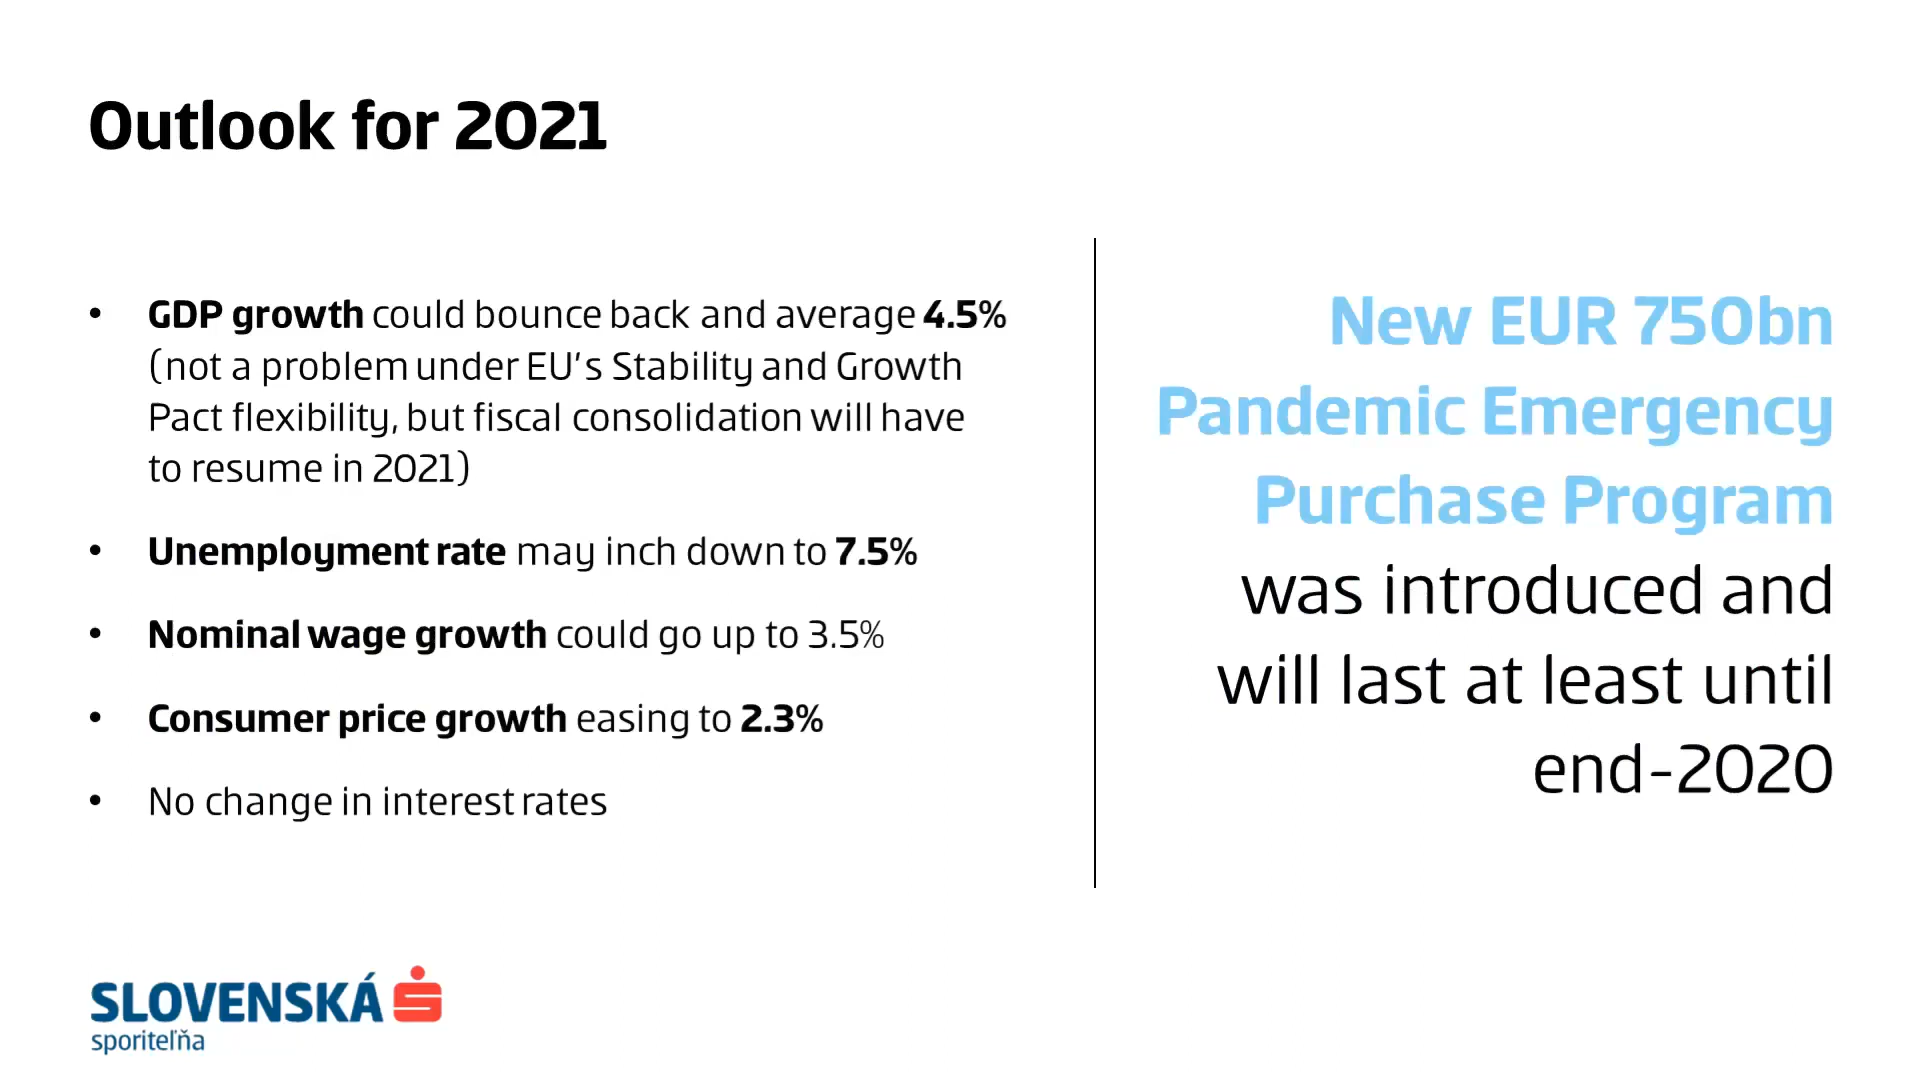 Outlook for 2021
• GDP growth could bounce back and average 4.5%
(not a problem under EU's Stability and Growth
Pact flexibility, but fiscal consolidation will have
to resume in 2021)
• Unemployment rate may inch down to 7.5%
• Nominal wage growth could go up to 3.5%
• Consumer price growth easing to 2.3%
• No change in interest rates
New EUR 750bn
Pandemic Emergency
Purchase Program
was introduced and
will last at least until
end-2020
SLOVENSKÁ
sporiteľňa